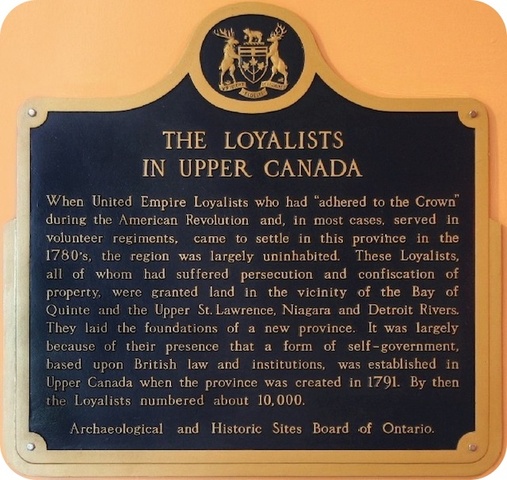 THE LOYALISTS
IN UPPER CANADA
When United Empire Loyalists who had "adhered to the Crown"
during the American Revolution and, in most cases, served in
volunteer regiments, came to settle in this province in the
1780's, the region was largely uninhabited. These Loyalists,
all of whom had suffered persecution and confiscation of
property, were granted land in the vicinity of the Bay of
Quinte and the Upper St. Lawrence, Niagara and Detroit Rivers.
They laid the foundations of a new province. It was largely
because of their presence that a form of self-government,
based upon British law and institutions, was established in
Upper Canada when the province was created in 1791. By then
the Loyalists numbered about 10,000.
Archaeological and Historic Sites Board of Ontario.